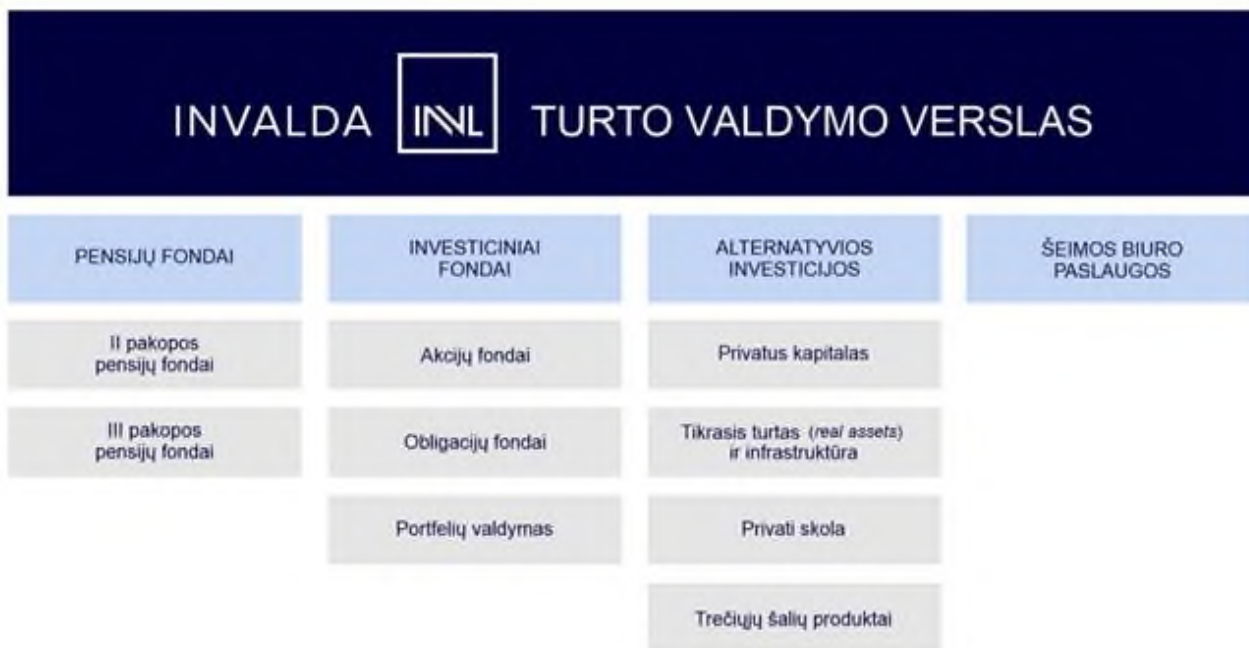 INVALDA INVL TURTO VALDYMO VERSLAS
PENSIJŲ FONDAI
II pakopos
pensijų fondai
III pakopos
pensijų fondai
INVESTICINIAI
FONDAI
Akcijų fondai
Obligacijų fondai
Portfelių valdymas
ALTERNATYVIOS
INVESTICIJOS
Privatus kapitalas
Tikrasis turtas (real assets)
ir infrastruktūra
Privati skola
Trečiųjų šalių produktai
ŠEIMOS BIURO
PASLAUGOS